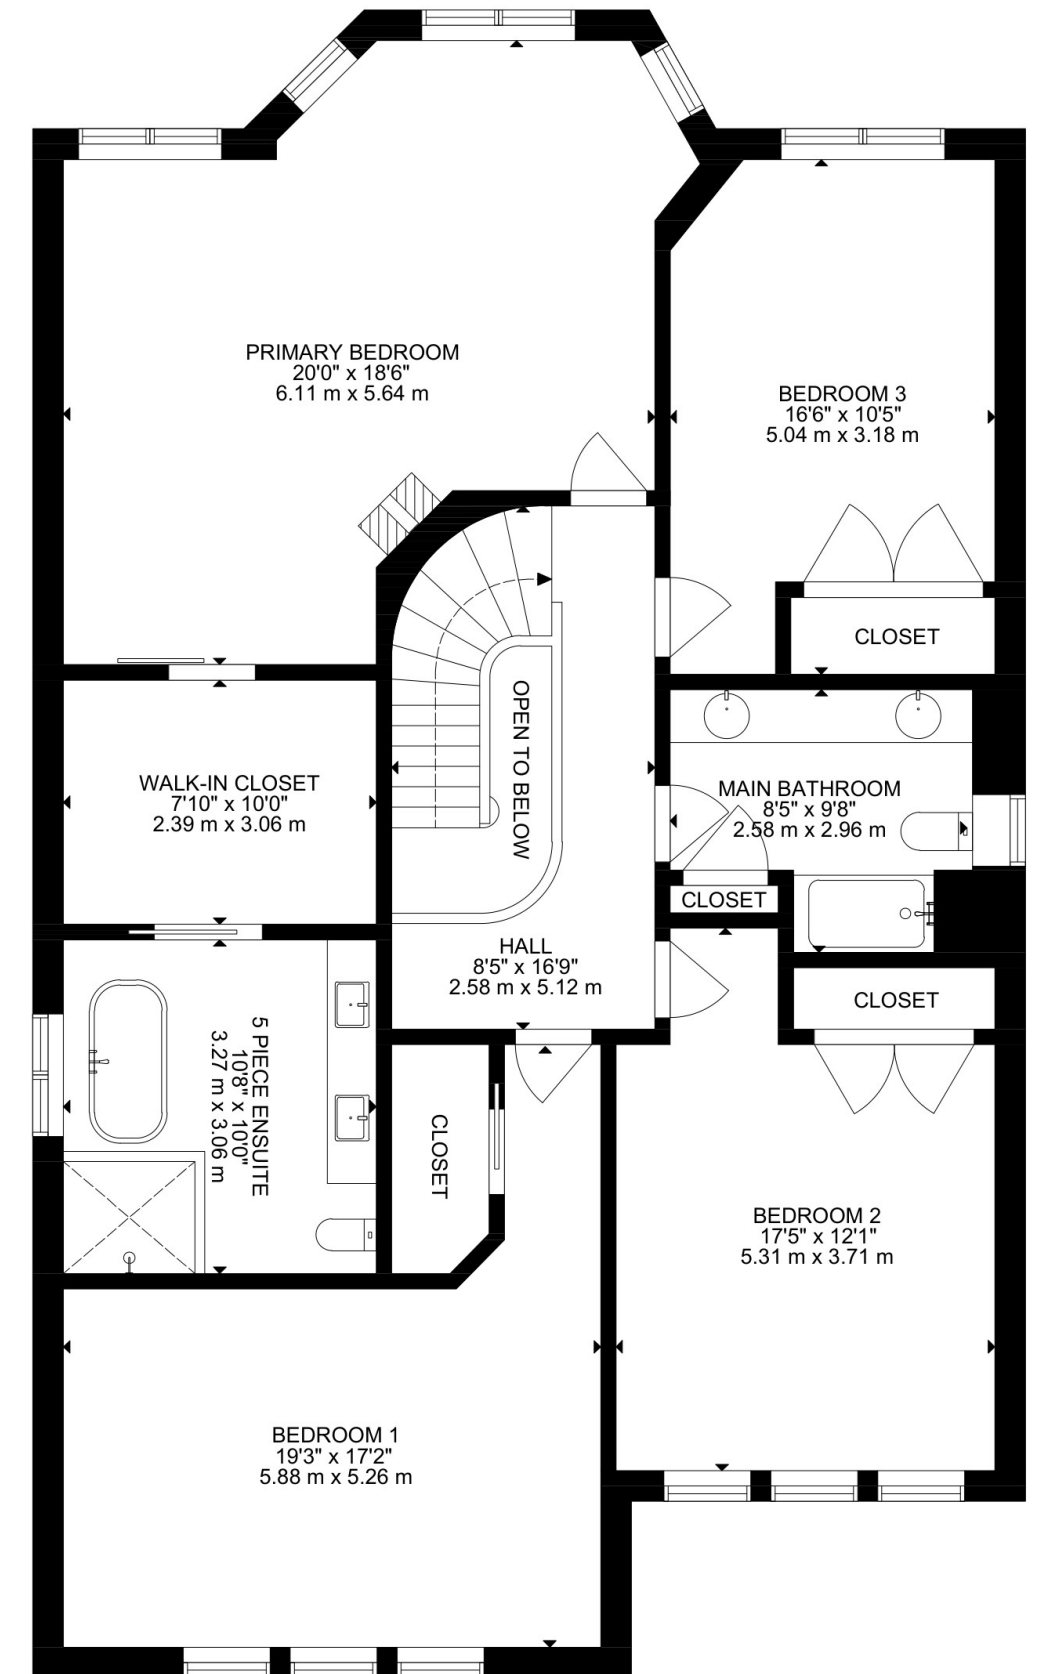 PRIMARY BEDROOM
20'0" x 18'6"
6.11 m x 5.64 m
BEDROOM 3
16'6" x 10'5"
5.04 m x 3.18 m
CLOSET
OPEN TO BELOW
WALK-IN CLOSET
7'10" x 10'0"
2.39 m x 3.06 m
MAIN BATHROOM
8'5" x 9'8"
2.58 m x 2.96 m
CLOSET
HALL
8'5" x 16'9"
2.58 m x 5.12 m
CLOSET
5 PIECE ENSUITE
10'8" x 10'0"
3.27 m x 3.06 m
CLOSET
BEDROOM 2
17'5" x 12'1"
5.31 m x 3.71 m
BEDROOM 1
19'3" x 17'2"
5.88 m x 5.26 m